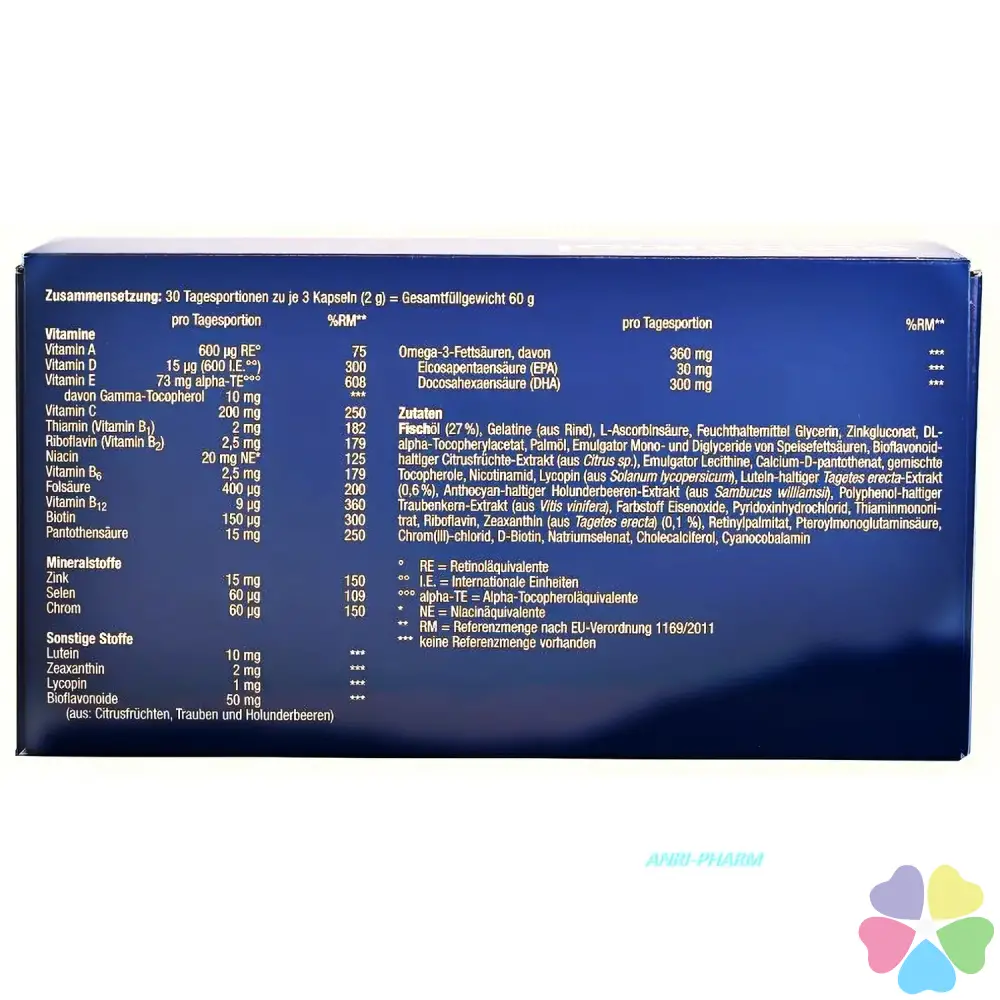 Zusammensetzung: 30 Tagesportionen zu je 3 Kapseln (2 g) = Gesamtfüllgewicht 60 g
pro Tagesportion %RM**
Vitamine
Vitamin A 600 µg RE° 75
Vitamin D 15 µg (600 I.E.°°) 300
Vitamin E 73 mg alpha-TE°°° 608
davon Gamma-Tocopherol 10 mg ***
Vitamin C 200 mg 250
Thiamin (Vitamin B₁) 2 mg 182
Riboflavin (Vitamin B₂) 2,5 mg 179
Niacin 20 mg NE* 125
Vitamin B₆ 2,5 mg 179
Folsäure 400 µg 200
Vitamin B₁₂ 9 µg 360
Biotin 150 µg 300
Pantothensäure 15 mg 250
Mineralstoffe
Zink 15 mg 150
Selen 60 µg 109
Chrom 60 µg 150
Sonstige Stoffe
Lutein 10 mg ***
Zeaxanthin 2 mg ***
Lycopin 1 mg ***
Bioflavonoide 50 mg ***
(aus: Citrusfrüchten, Trauben und Holunderbeeren)
pro Tagesportion %RM**
Omega-3-Fettsäuren, davon 360 mg ***
Eicosapentaensäure (EPA) 30 mg ***
Docosahexaensäure (DHA) 300 mg ***
Zutaten
Fischöl (27%), Gelatine (aus Rind), L-Ascorbinsäure, Feuchthaltemittel Glycerin, Zinkgluconat, DL-
alpha-Tocopherylacetat, Palmöl, Emulgator Mono- und Diglyceride von Speisefettsäuren, Bioflavonoid-
haltiger Citrusfrüchte-Extrakt (aus Citrus sp.), Emulgator Lecithine, Calcium-D-pantothenat, gemischte
Tocopherole, Nicotinamid, Lycopin (aus Solanum lycopersicum), Lutein-haltiger Tagetes erecta-Extrakt
(0,6%), Anthocyan-haltiger Holunderbeeren-Extrakt (aus Sambucus williamsii), Polyphenol-haltiger
Traubenkern-Extrakt (aus Vitis vinifera), Farbstoff Eisenoxide, Pyridoxinhydrochlorid, Thiaminmononi-
trat, Riboflavin, Zeaxanthin (aus Tagetes erecta) (0,1 %), Retinylpalmitat, Pteroylmonoglutaminsäure,
Chrom(III)-chlorid, D-Biotin, Natriumselenat, Cholecalciferol, Cyanocobalamin
° RE = Retinoläquivalente
°° I.E. = Internationale Einheiten
°°° alpha-TE = Alpha-Tocopheroläquivalente
* NE = Niacinäquivalente
** RM = Referenzmenge nach EU-Verordnung 1169/2011
*** keine Referenzmenge vorhanden
ANRI-PHARM